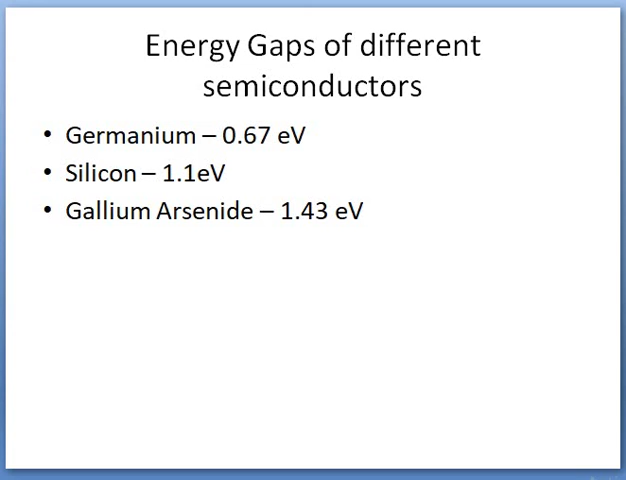 Energy Gaps of different
semiconductors
• Germanium – 0.67 eV
• Silicon – 1.1eV
• Gallium Arsenide – 1.43 eV